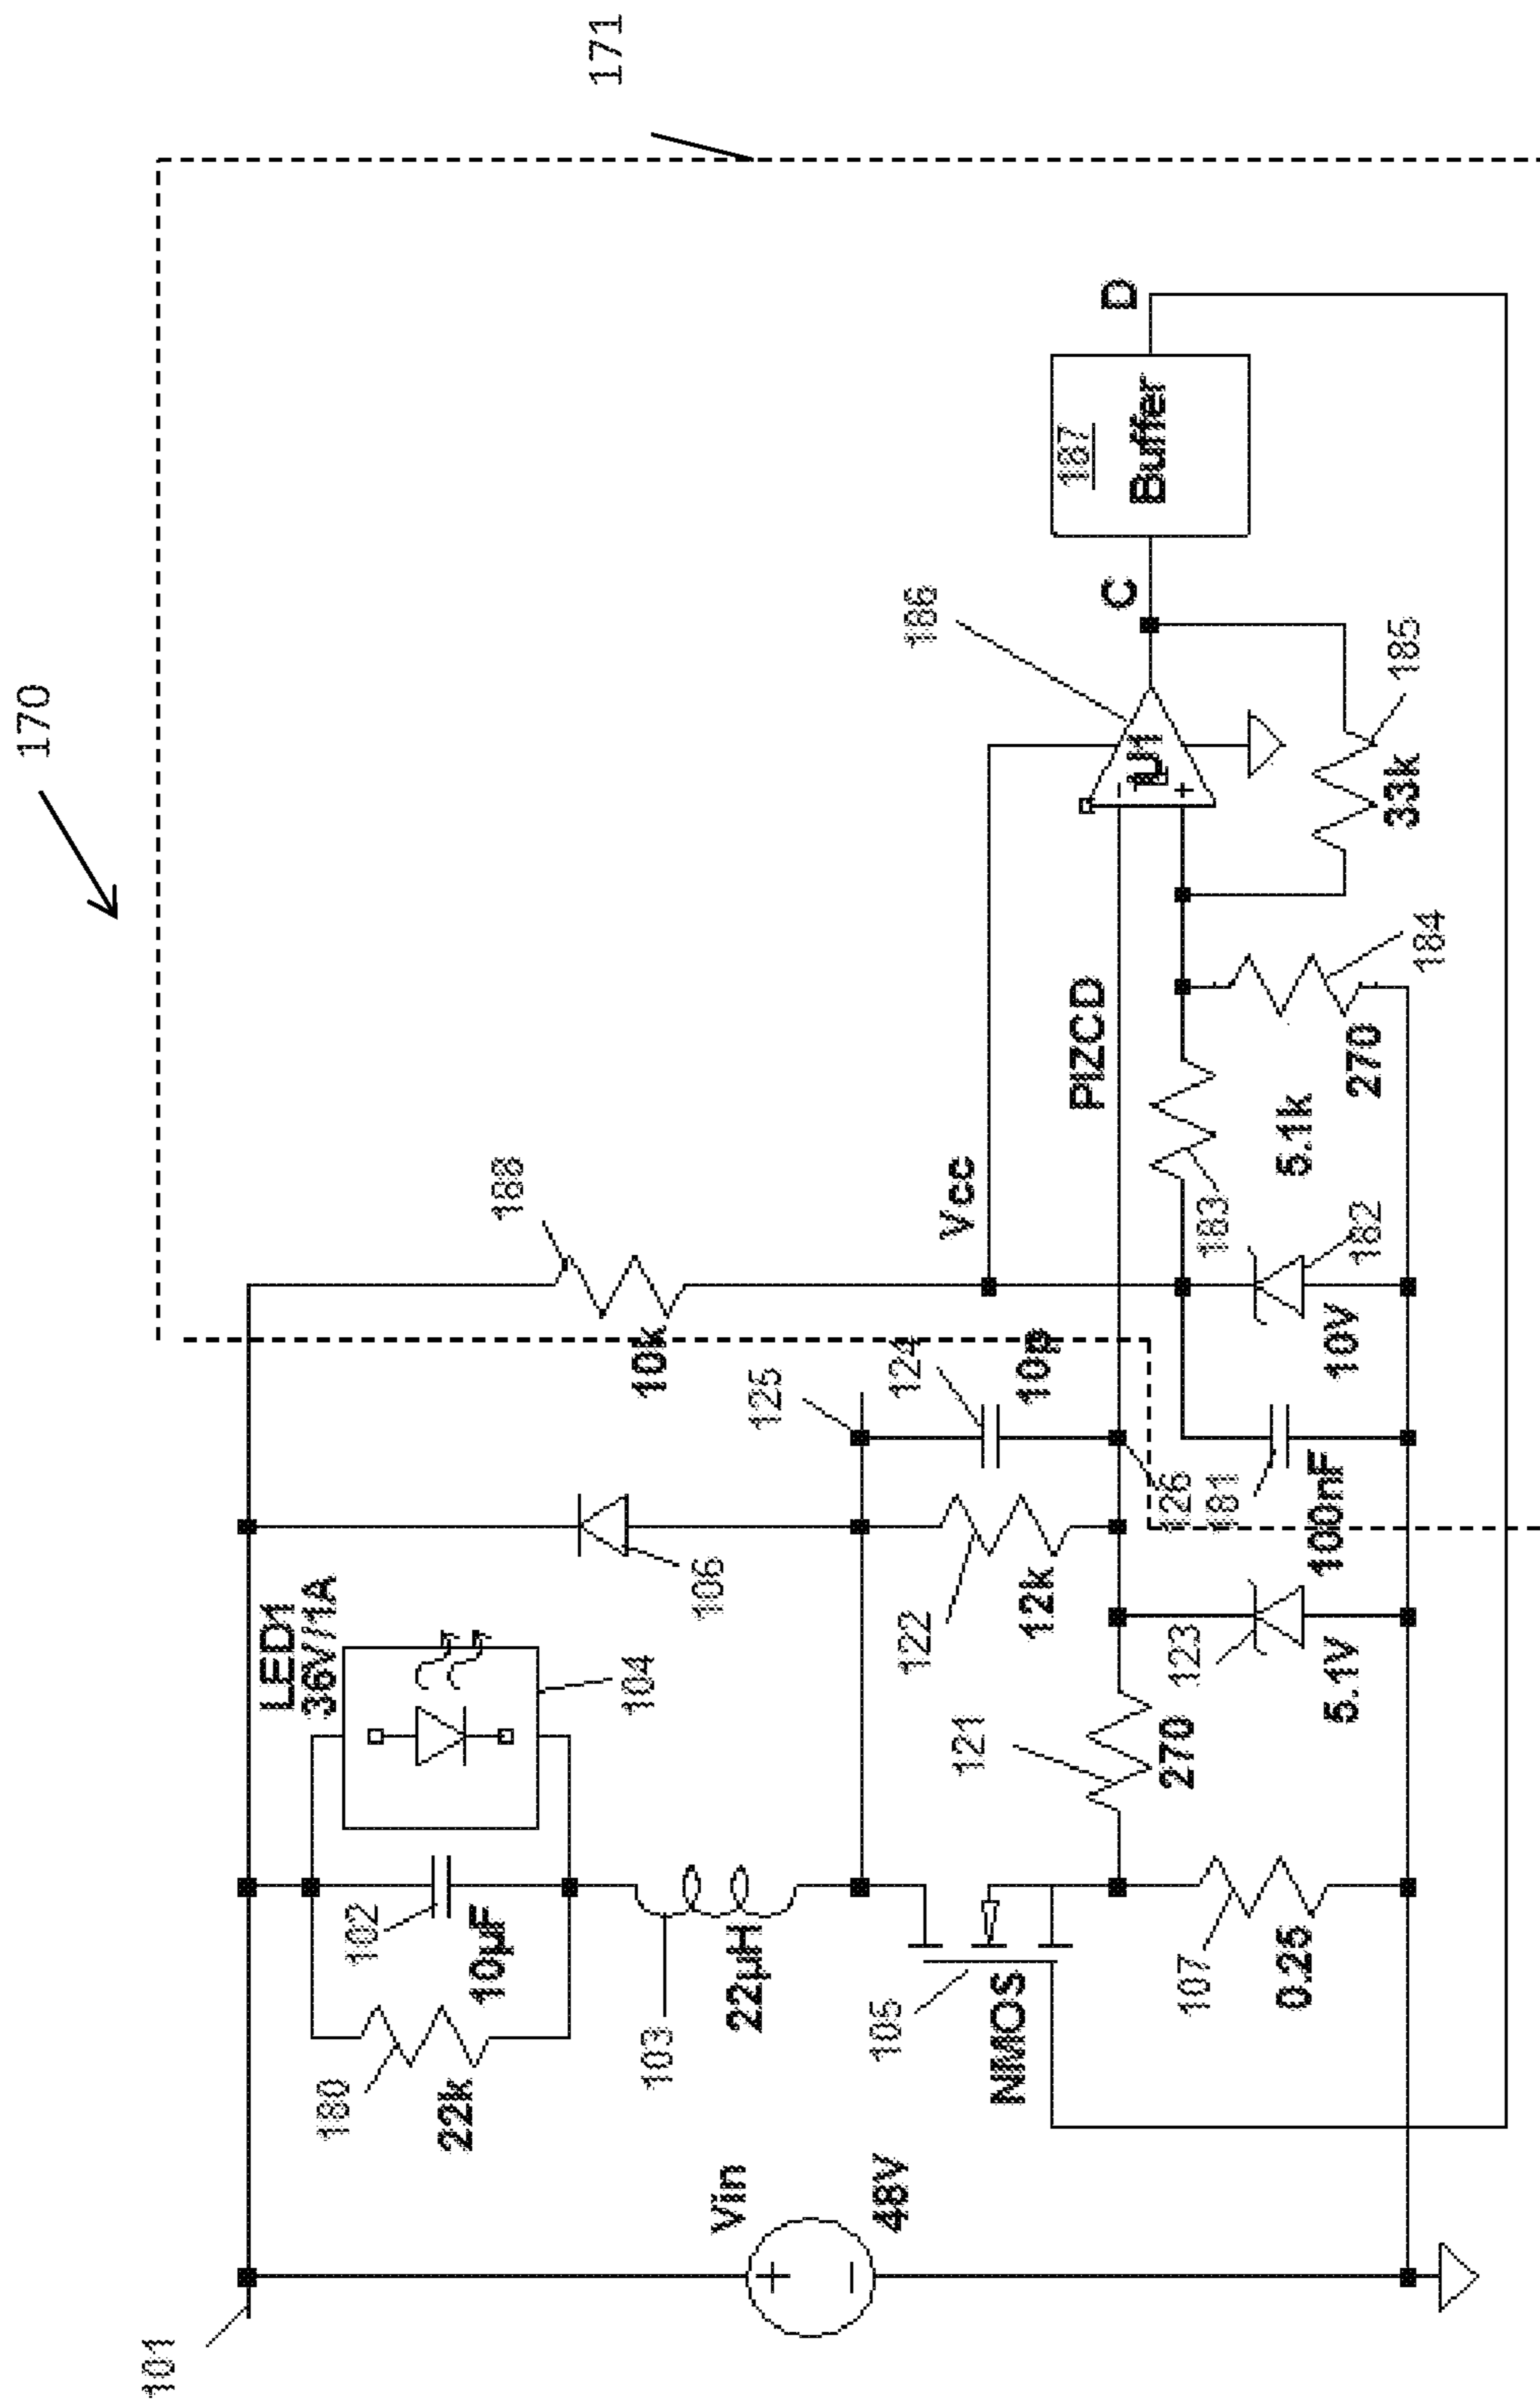 170
171
101
180
22k
102
10µF
LED1
36V/1A
104
103
22µH
106
188
10k
Vin
48V
105
NMOS
107
0.25
121
270
122
12k
123
5.1V
125
124
10p
126
181
100nF
Vcc
PIZCD
183
5.1k
182
10V
184
270
186
U1
185
33k
C
187
Buffer
D